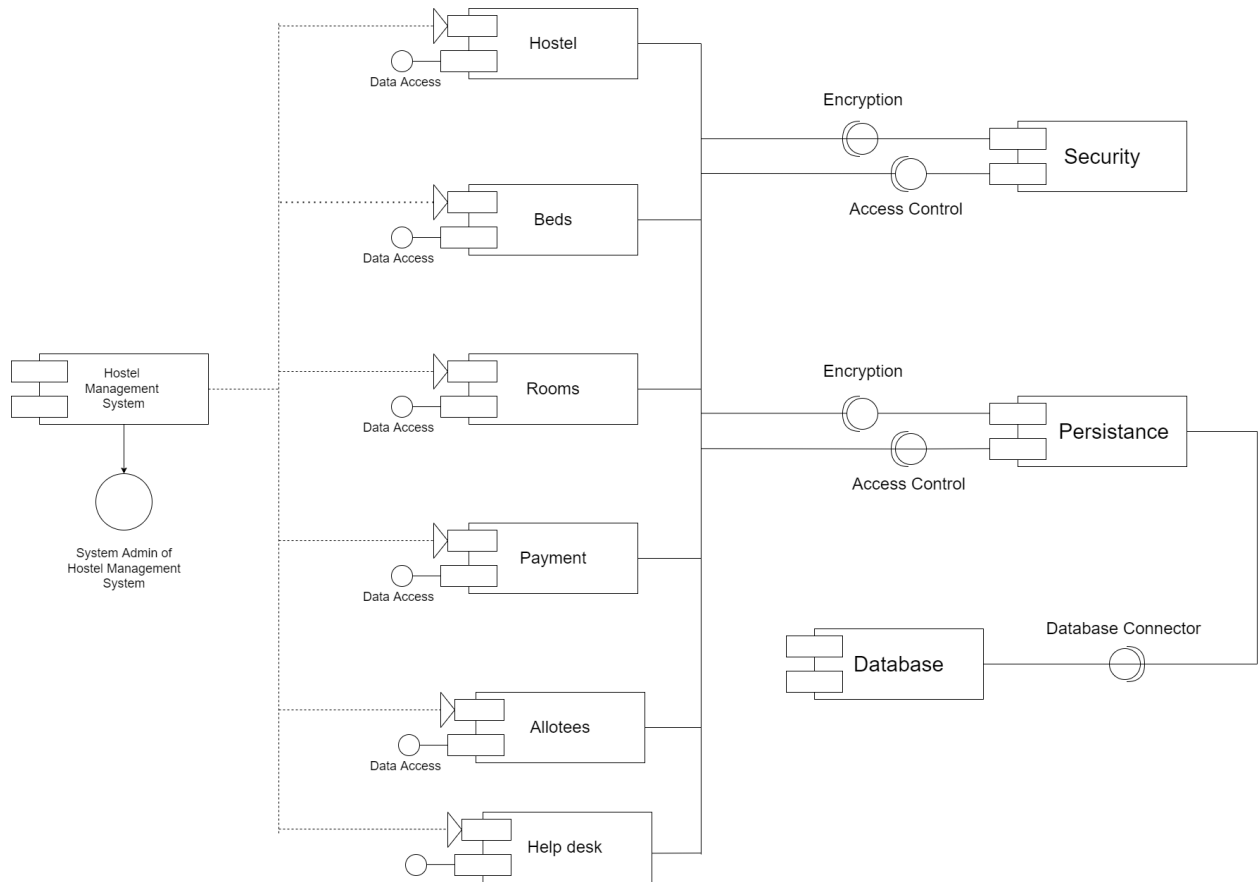 Hostel
Data Access
Encryption
Security
Access Control
Beds
Data Access
Hostel
Management
System
Rooms
Data Access
Encryption
Persistance
Access Control
System Admin of
Hostel Management
System
Payment
Data Access
Database Connector
Database
Allotees
Data Access
Help desk